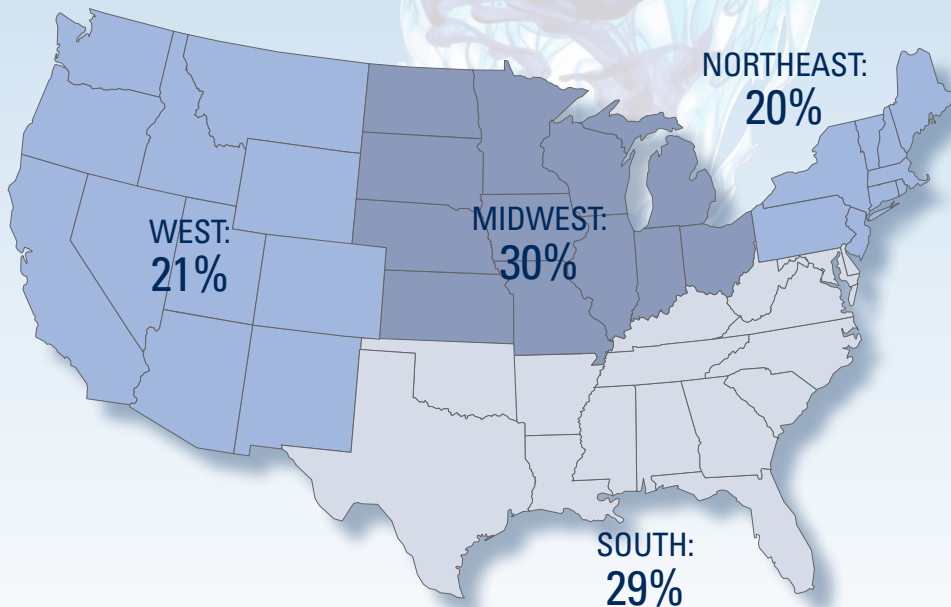 NORTHEAST:
20%
WEST:
21%
MIDWEST:
30%
SOUTH:
29%